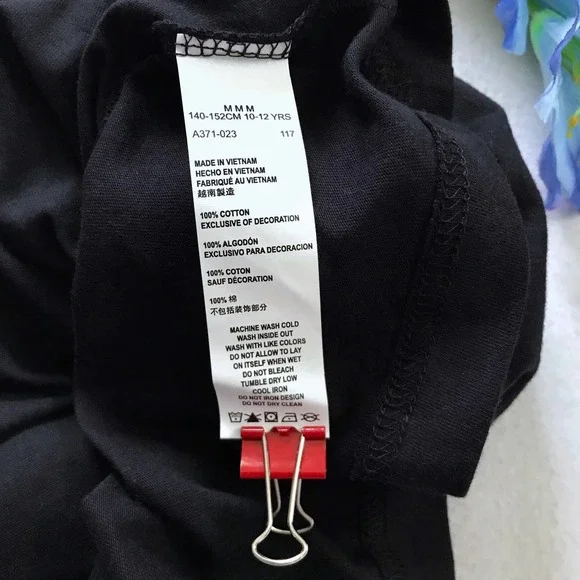 M M M
140-152CM 10-12 YRS
A371-023 117
MADE IN VIETNAM
HECHO EN VIETNAM
FABRIQUÉ AU VIETNAM
越南製造
100% COTTON
EXCLUSIVE OF DECORATION
100% ALGODÓN
EXCLUSIVO PARA DECORACION
100% COTON
SAUF DÉCORATION
100% 棉
不包括装饰部分
MACHINE WASH COLD
WASH INSIDE OUT
WASH WITH LIKE COLORS
DO NOT ALLOW TO LAY
ON ITSELF WHEN WET
DO NOT BLEACH
TUMBLE DRY LOW
COOL IRON
DO NOT IRON DESIGN
DO NOT DRY CLEAN